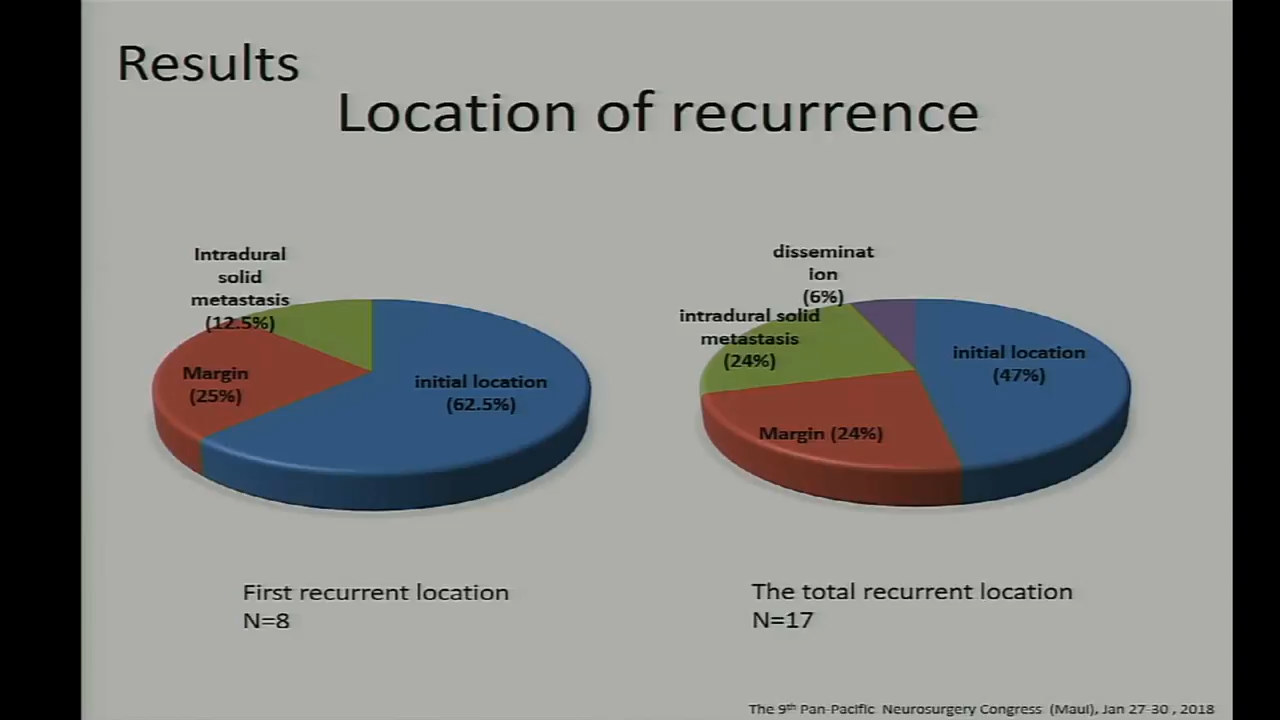 Results
Location of recurrence
Intradural
solid
metastasis
(12.5%)
Margin
(25%)
initial location
(62.5%)
disseminat
ion
(6%)
intradural solid
metastasis
(24%)
initial location
(47%)
Margin (24%)
First recurrent location
N=8
The total recurrent location
N=17
The 9th Pan-Pacific Neurosurgery Congress (Maui), Jan 27-30 , 2018